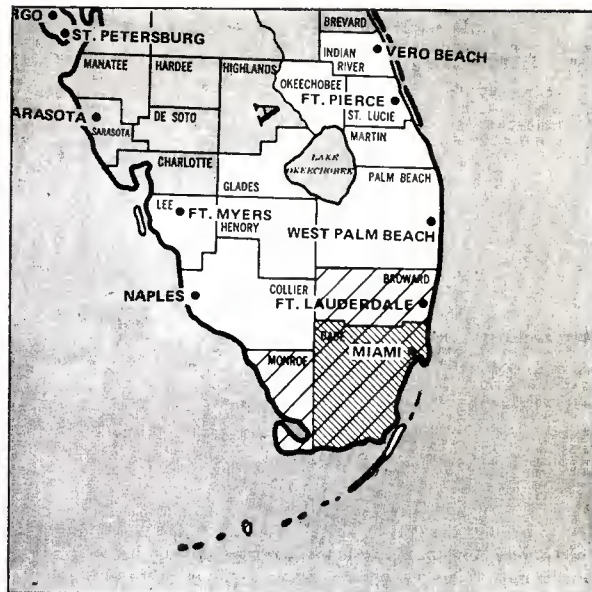 RGO
BREVARD
ST. PETERSBURG
INDIAN
RIVER
VERO BEACH
MANATEE
HARDEE
HIGHLANDS
OKEECHOBEE
FT. PIERCE
ST. LUCIE
A
ARASOTA
SARASOTA
DE SOTO
MARTIN
LAKE
OKEECHOBEE
CHARLOTTE
GLADES
PALM BEACH
LEE
FT. MYERS
HENORY
WEST PALM BEACH
BROWARD
NAPLES
COLLIER
FT. LAUDERDALE
DADE
MIAMI
MONROE